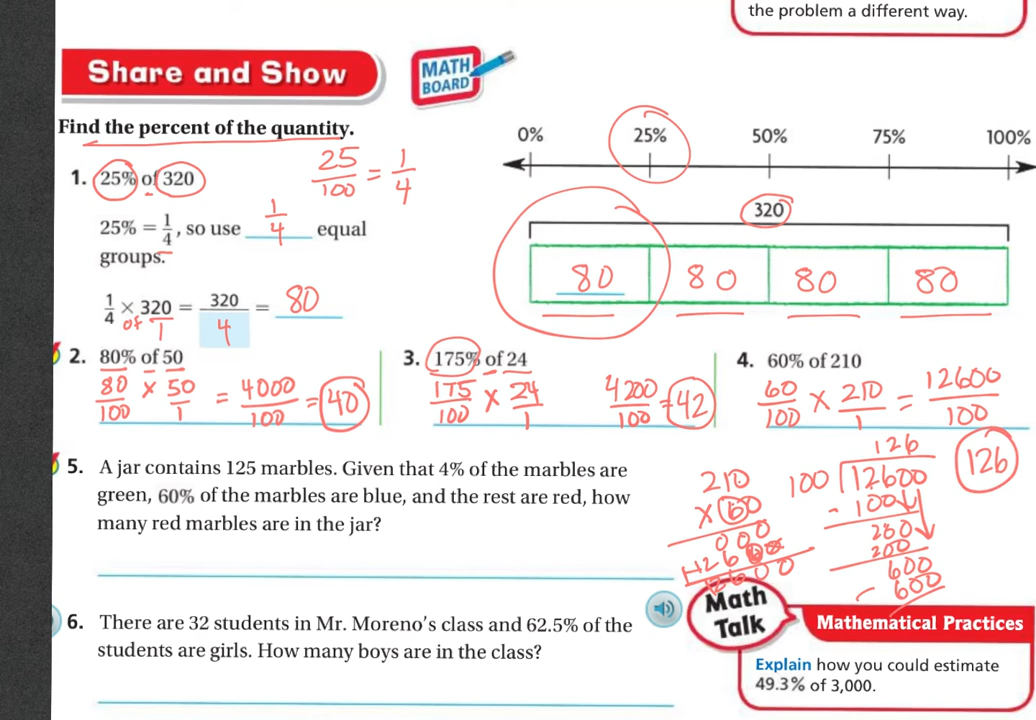 the problem a different way.
Share and Show
MATH
BOARD
Find the percent of the quantity.
25/100 = 1/4
0% 25% 50% 75% 100%
1. 25% of 320
320
25% = 1/4, so use 1/4 equal
groups.
80 80 80 80
1/4 × 320 = 320/4 = 80
of 1
2. 80% of 50
80/100 × 50/1 = 4000/100 = 40
3. 175% of 24
175/100 × 24/1 4200/100 = 42
4. 60% of 210
60/100 × 210/1 = 12600/100
5. A jar contains 125 marbles. Given that 4% of the marbles are
green, 60% of the marbles are blue, and the rest are red, how
many red marbles are in the jar?
210
× 60
000
12600
126
100 12600
- 100
260
200
600
- 600
126
6. There are 32 students in Mr. Moreno's class and 62.5% of the
students are girls. How many boys are in the class?
Math
Talk
Mathematical Practices
Explain how you could estimate
49.3% of 3,000.